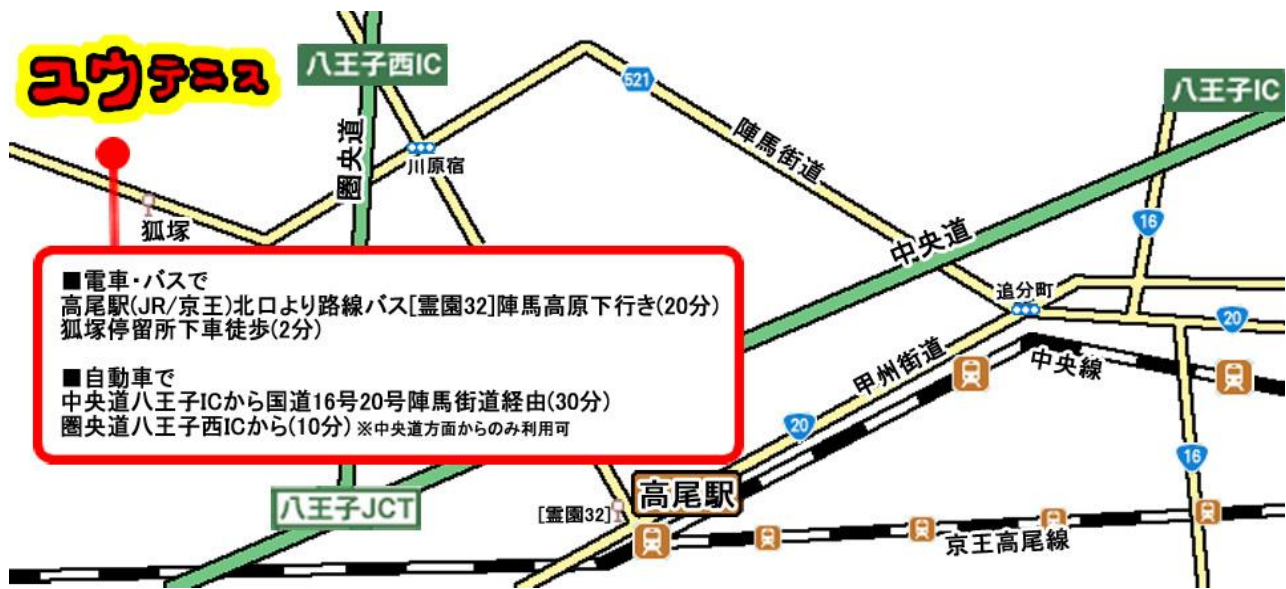 ユウテニス
八王子西IC
521
八王子IC
陣馬街道
圏央道
川原宿
16
狐塚
中央道
■電車・バスで
高尾駅(JR/京王)北口より路線バス[霊園32]陣馬高原下行き(20分)
狐塚停留所下車徒歩(2分)
■自動車で
中央道八王子ICから国道16号20号陣馬街道経由(30分)
圏央道八王子西ICから(10分)※中央道方面からのみ利用可
追分町
20
甲州街道
中央線
20
16
高尾駅
八王子JCT
[霊園32]
京王高尾線